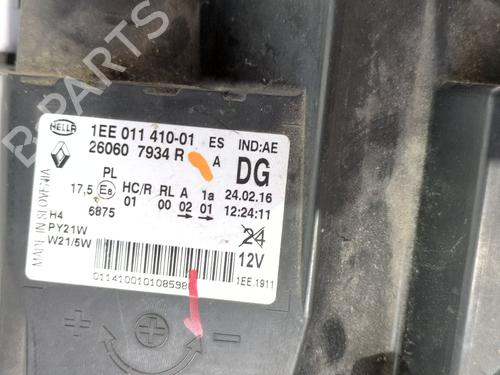 B-PARTS
HELLA
1EE 011 410-01 ES IND:AE
26060 7934 R A DG
PL
17,5 E8 HC/R RL A 1a 24.02.16
01 00 02 01 12:24:11
H4 6875
PY21W 24
W21/5W 12V
MADE IN SLOVENIA
1EE.1911
+
-